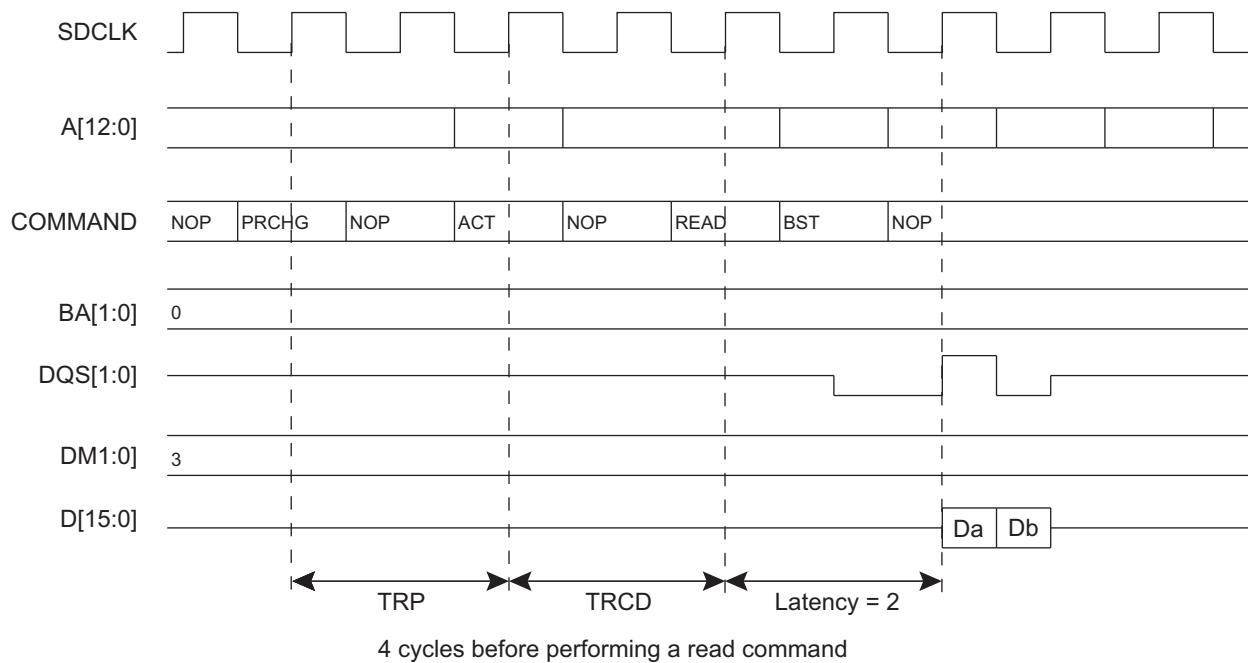 SDCLK
A[12:0]
COMMAND NOP PRCHG NOP ACT NOP READ BST NOP
BA[1:0] 0
DQS[1:0]
DM1:0] 3
D[15:0] Da Db
TRP TRCD Latency = 2
4 cycles before performing a read command